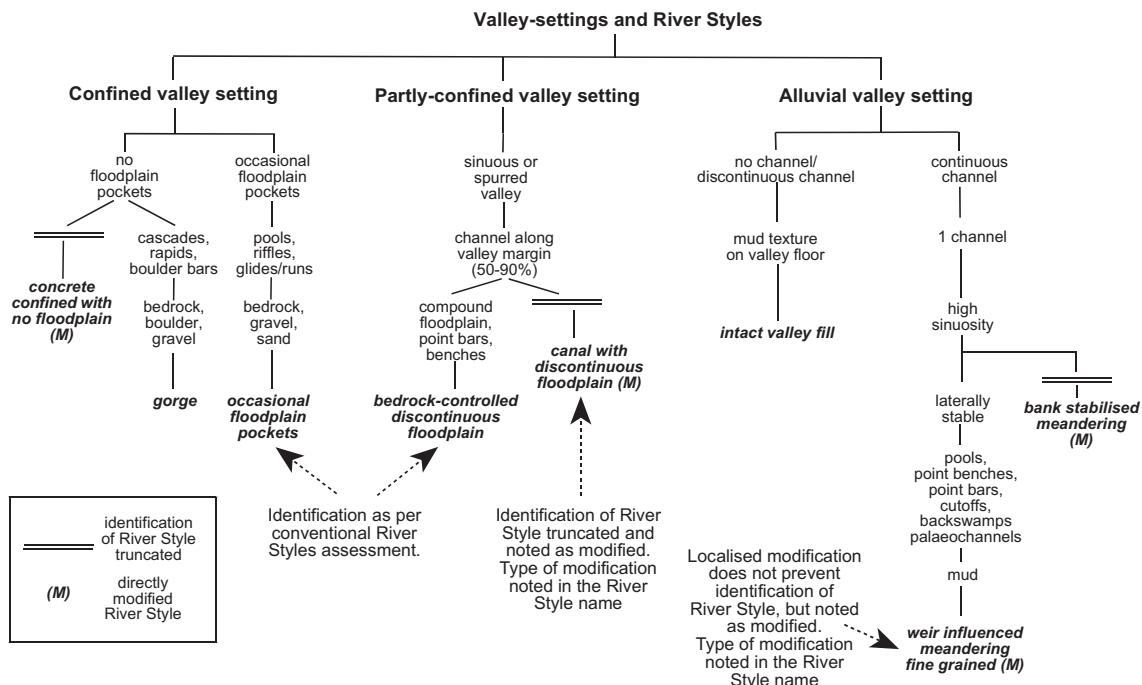 Valley-settings and River Styles
Confined valley setting
Partly-confined valley setting
Alluvial valley setting
no
floodplain
pockets
occasional
floodplain
pockets
sinuous or
spurred
valley
no channel/
discontinuous channel
continuous
channel
cascades,
rapids,
boulder bars
pools,
riffles,
glides/runs
channel along
valley margin
(50-90%)
mud texture
on valley floor
1 channel
concrete
confined with
no floodplain
(M)
bedrock,
boulder,
gravel
bedrock,
gravel,
sand
compound
floodplain,
point bars,
benches
canal with
discontinuous
floodplain (M)
intact valley fill
high
sinuosity
gorge
occasional
floodplain
pockets
bedrock-controlled
discontinuous
floodplain
laterally
stable
bank stabilised
meandering
(M)
pools,
point benches,
point bars,
cutoffs,
backswamps
palaeochannels
mud
weir influenced
meandering
fine grained (M)
Identification as per
conventional River
Styles assessment.
Identification of River
Style truncated and
noted as modified.
Type of modification
noted in the River
Style name
Localised modification
does not prevent
identification of
River Style, but noted
as modified.
Type of modification
noted in the River
Style name
identification
of River Style
truncated
(M)
directly
modified
River Style